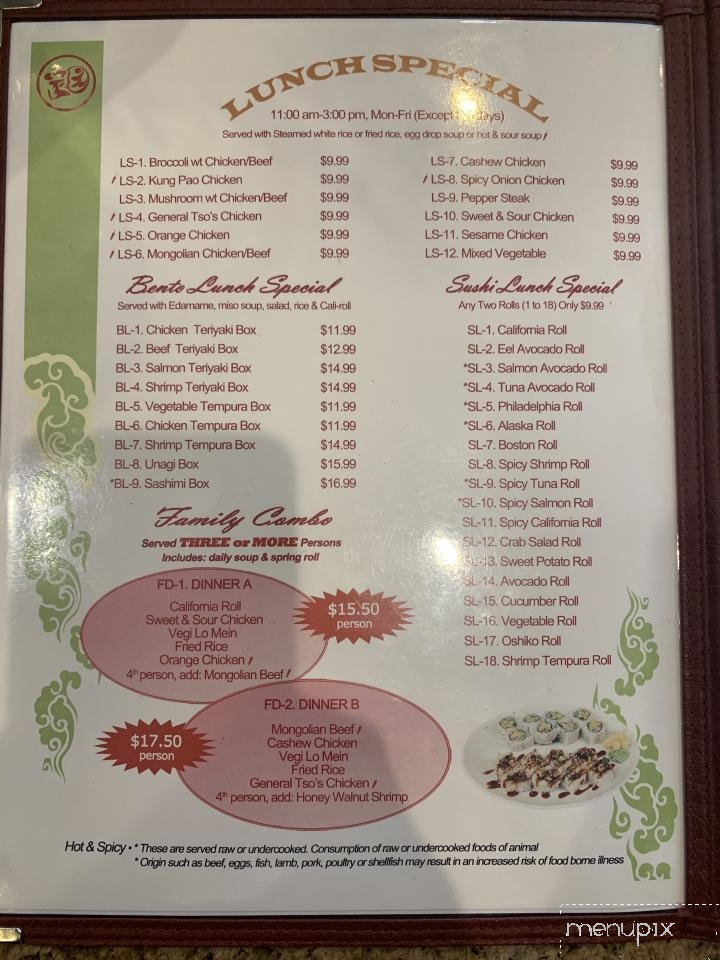 LUNCH SPECIAL
11:00 am-3:00 pm, Mon-Fri (Except
Served with Steamed white rice or fried rice, egg drop soup or hot & sour soup
LS-1. Broccoli wt Chicken/Beef $9.99
LS-2. Kung Pao Chicken $9.99
LS-3. Mushroom wt Chicken/Beef $9.99
LS-4. General Tso's Chicken $9.99
LS-5. Orange Chicken $9.99
LS-6. Mongolian Chicken/Beef $9.99
LS-7. Cashew Chicken $9.99
LS-8. Spicy Onion Chicken $9.99
LS-9. Pepper Steak $9.99
LS-10. Sweet & Sour Chicken $9.99
LS-11. Sesame Chicken $9.99
LS-12. Mixed Vegetable $9.99
Bento Lunch Special
Served with Edamame, miso soup, salad, rice & Cali-roll
BL-1. Chicken Teriyaki Box $11.99
BL-2. Beef Teriyaki Box $12.99
BL-3. Salmon Teriyaki Box $14.99
BL-4. Shrimp Teriyaki Box $14.99
BL-5. Vegetable Tempura Box $11.99
BL-6. Chicken Tempura Box $11.99
BL-7. Shrimp Tempura Box $14.99
BL-8. Unagi Box $15.99
*BL-9. Sashimi Box $16.99
Sushi Lunch Special
Any Two Rolls (1 to 18) Only $9.99
SL-1. California Roll
SL-2. Eel Avocado Roll
*SL-3. Salmon Avocado Roll
*SL-4. Tuna Avocado Roll
*SL-5. Philadelphia Roll
*SL-6. Alaska Roll
SL-7. Boston Roll
SL-8. Spicy Shrimp Roll
*SL-9. Spicy Tuna Roll
*SL-10. Spicy Salmon Roll
SL-11. Spicy California Roll
SL-12. Crab Salad Roll
SL-13. Sweet Potato Roll
SL-14. Avocado Roll
SL-15. Cucumber Roll
SL-16. Vegetable Roll
SL-17. Oshiko Roll
SL-18. Shrimp Tempura Roll
Family Combo
Served THREE or MORE Persons
Includes: daily soup & spring roll
FD-1. DINNER A
California Roll
Sweet & Sour Chicken
Vegi Lo Mein
Fried Rice
Orange Chicken
4th person, add: Mongolian Beef
$15.50
person
FD-2. DINNER B
Mongolian Beef
Cashew Chicken
Vegi Lo Mein
Fried Rice
General Tso's Chicken
4th person, add: Honey Walnut Shrimp
$17.50
person
Hot & Spicy • * These are served raw or undercooked. Consumption of raw or undercooked foods of animal
* Origin such as beef, eggs, fish, lamb, pork, poultry or shellfish may result in an increased risk of food borne illness
menupix